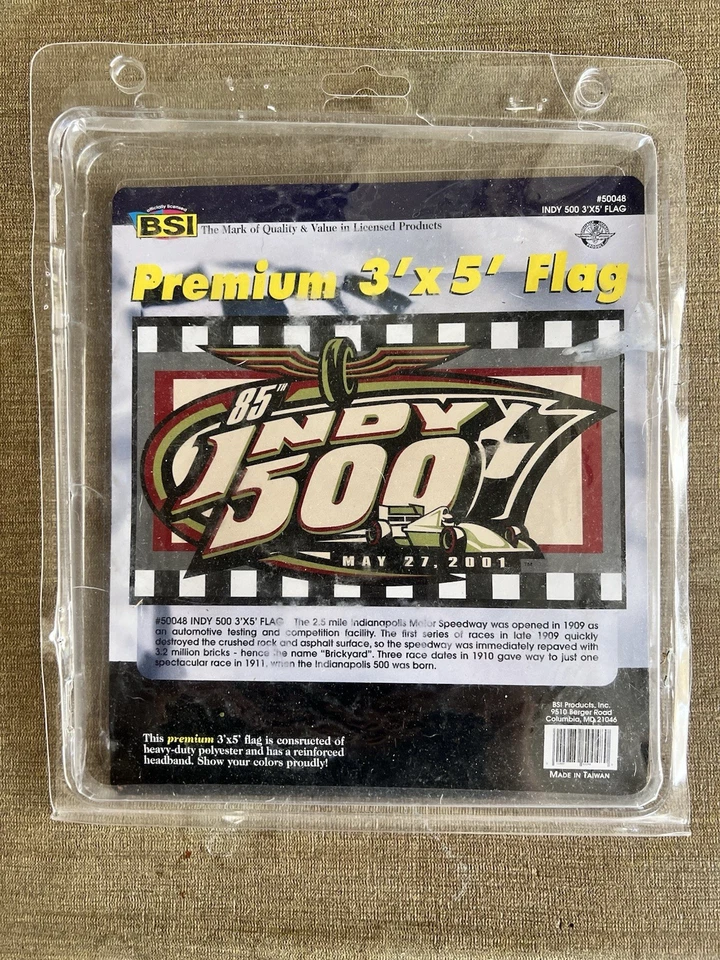 #50048
INDY 500 3'X5' FLAG
officially licensed
BSI The Mark of Quality & Value in Licensed Products
Premium 3'x5' Flag
85TH
INDY
500
MAY 27, 2001 TM
#50048 INDY 500 3'X5' FLAG The 2.5 mile Indianapolis Motor Speedway was opened in 1909 as
an automotive testing and competition facility. The first series of races in late 1909 quickly
destroyed the crushed rock and asphalt surface, so the speedway was immediately repaved with
3.2 million bricks - hence the name "Brickyard". Three race dates in 1910 gave way to just one
spectacular race in 1911, when the Indianapolis 500 was born.
BSI Products, Inc.
9510 Berger Road
Columbia, MD 21046
This premium 3'x5' flag is constructed of
heavy-duty polyester and has a reinforced
headband. Show your colors proudly!
MADE IN TAIWAN